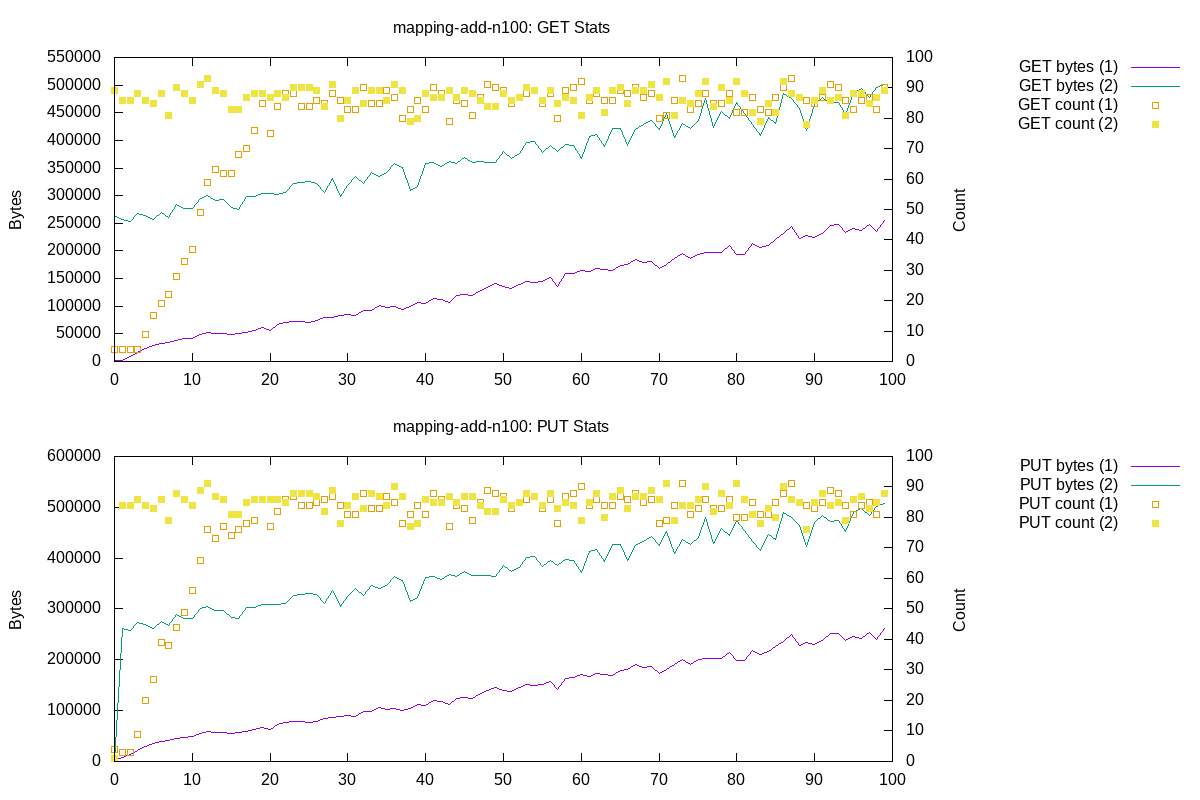 mapping-add-n100: GET Stats
550000
500000
450000
400000
350000
300000
250000
200000
150000
100000
50000
0
Bytes
0 10 20 30 40 50 60 70 80 90 100
100
90
80
70
60
50
40
30
20
10
0
Count
GET bytes (1)
GET bytes (2)
GET count (1)
GET count (2)
mapping-add-n100: PUT Stats
600000
500000
400000
300000
200000
100000
0
Bytes
0 10 20 30 40 50 60 70 80 90 100
100
90
80
70
60
50
40
30
20
10
0
Count
PUT bytes (1)
PUT bytes (2)
PUT count (1)
PUT count (2)